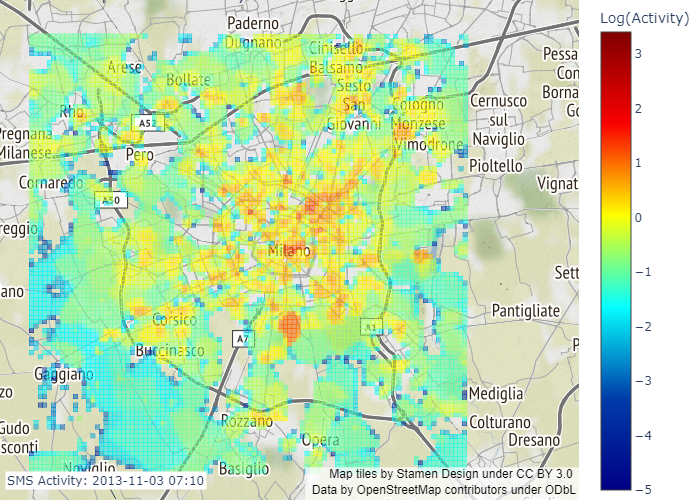 Log(Activity)
Paderno
Dugnano
Cinisello
Balsamo
Arese
Bollate
Sesto
San
Giovanni
Cologno
Monzese
Vimodrone
Cernusco
sul
Naviglio
Pessa
Con
Borna
Go
Rho
A52
Pregnana
Milanese
Pero
Pioltello
Cornaredo
Vignat
A50
reggio
Milano
Sett
ano
Pantigliate
Corsico
A7
A1
P
Buccinasco
Gaggiano
zo
Mediglia
Rozzano
Colturano
Gudo
sconti
Opera
Dresano
Noviglio
Basiglio
SMS Activity: 2013-11-03 07:10
Map tiles by Stamen Design under CC BY 3.0
Data by OpenStreetMap contributors under ODbL
3
2
1
0
−1
−2
−3
−4
−5